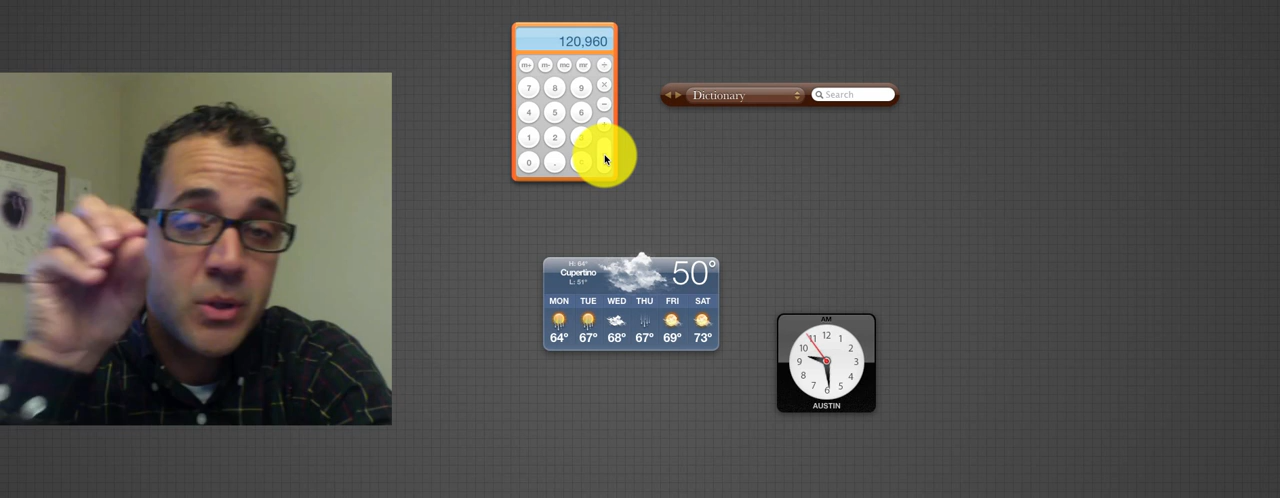 120,960
m+ m- mc mr ÷
7 8 9 ×
4 5 6 −
1 2 +
0 .
Dictionary
Search
H: 64°
Cupertino
L: 51°
50°
MON TUE WED THU FRI SAT
64° 67° 68° 67° 69° 73°
AM
11 12 1
10 2
9 3
8 4
7 6 5
AUSTIN